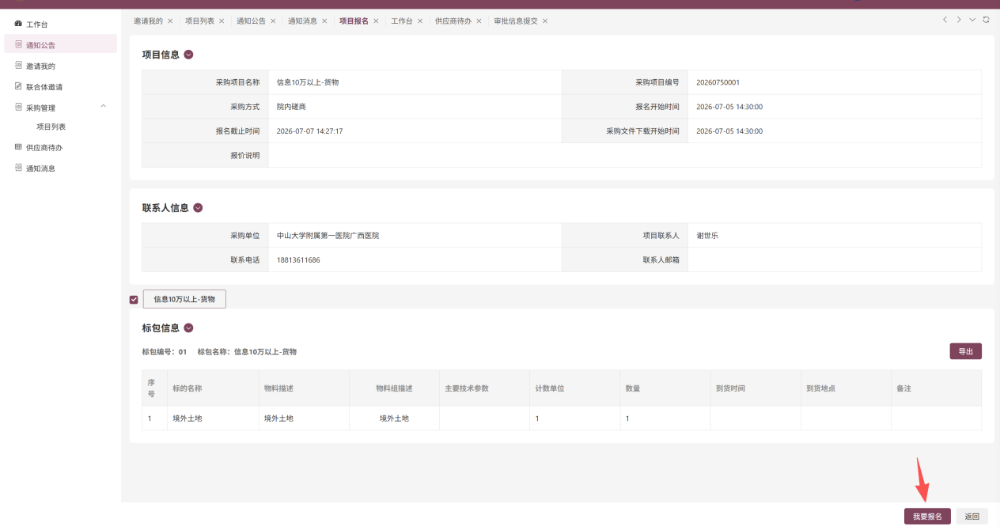 邀请我的 × 项目列表 × 通知公告 × 通知消息 × 项目报名 × 工作台 × 供应商待办 × 审批信息提交 ×
工作台
通知公告
邀请我的
联合体邀请
采购管理
项目列表
供应商待办
通知消息
项目信息
采购项目名称 信息10万以上-货物 采购项目编号 20260750001
采购方式 院内磋商 报名开始时间 2026-07-05 14:30:00
报名截止时间 2026-07-07 14:27:17 采购文件下载开始时间 2026-07-05 14:30:00
报价说明
联系人信息
采购单位 中山大学附属第一医院广西医院 项目联系人 谢世乐
联系电话 18813611686 联系人邮箱
信息10万以上-货物
标包信息
标包编号：01 标包名称：信息10万以上-货物 导出
序号 标的名称 物料描述 物料组描述 主要技术参数 计数单位 数量 到货时间 到货地点 备注
1 境外土地 境外土地 境外土地 1 1
我要报名 返回